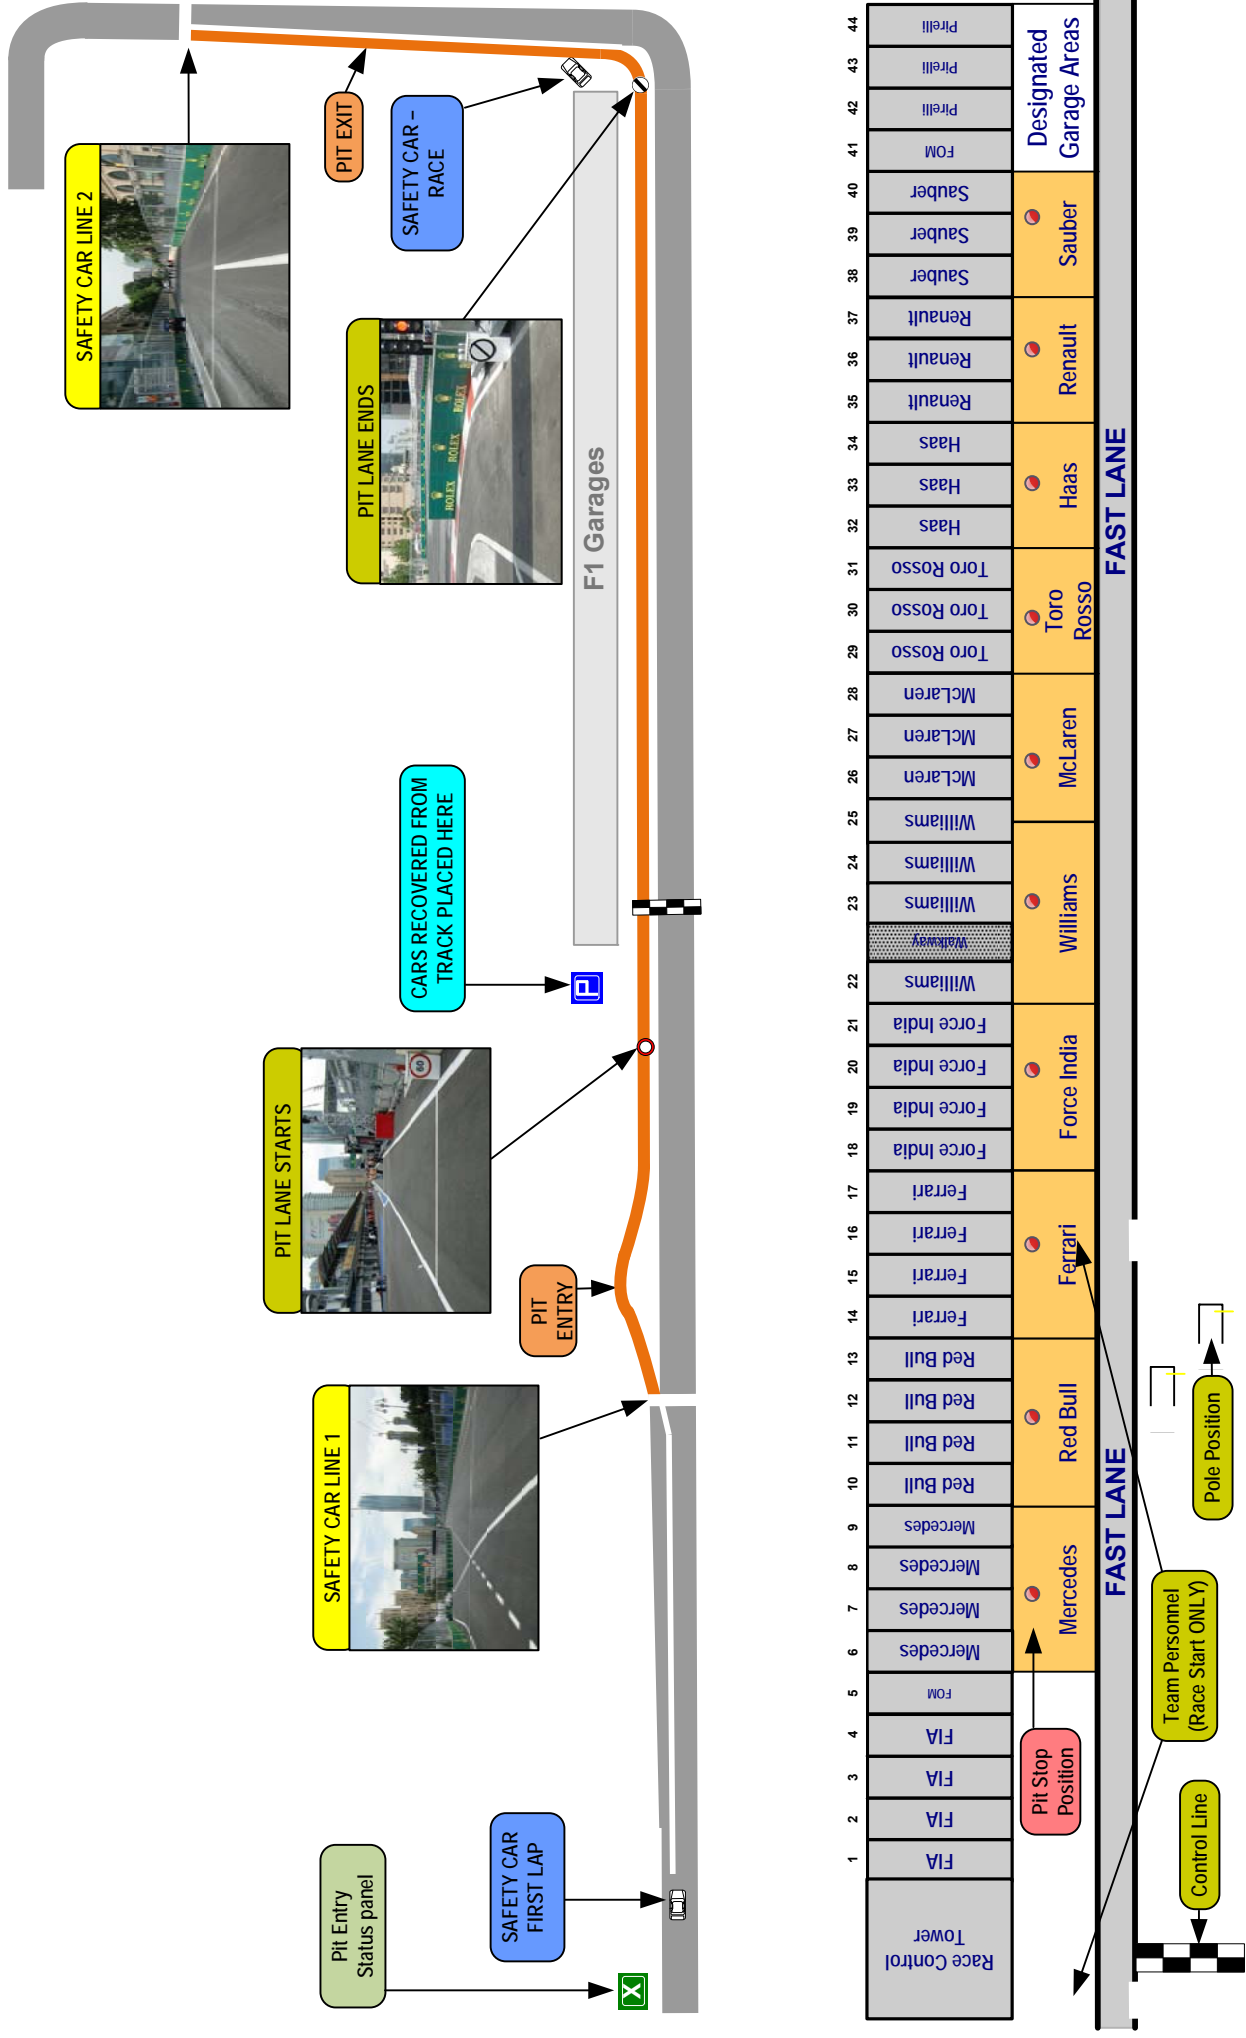 SAFETY CAR LINE 2
PIT EXIT
SAFETY CAR –
RACE
PIT LANE ENDS
ROLEX
ROLEX
ROLEX
F1 Garages
CARS RECOVERED FROM
TRACK PLACED HERE
P
PIT LANE STARTS
60
PIT
ENTRY
SAFETY CAR LINE 1
SAFETY CAR
FIRST LAP
Pit Entry
Status panel
X
Race Control
Tower
1 FIA
2 FIA
3 FIA
4 FIA
5 FOM
6 Mercedes
7 Mercedes
8 Mercedes
9 Mercedes
10 Red Bull
11 Red Bull
12 Red Bull
13 Red Bull
14 Ferrari
15 Ferrari
16 Ferrari
17 Ferrari
18 Force India
19 Force India
20 Force India
21 Force India
22 Williams
Walkway
23 Williams
24 Williams
25 Williams
26 McLaren
27 McLaren
28 McLaren
29 Toro Rosso
30 Toro Rosso
31 Toro Rosso
32 Haas
33 Haas
34 Haas
35 Renault
36 Renault
37 Renault
38 Sauber
39 Sauber
40 Sauber
41 FOM
42 Pirelli
43 Pirelli
44 Pirelli
Pit Stop
Position
Mercedes
Red Bull
Ferrari
Force India
Williams
McLaren
Toro
Rosso
Haas
Renault
Sauber
Designated
Garage Areas
FAST LANE
FAST LANE
Control Line
Team Personnel
(Race Start ONLY)
Pole Position